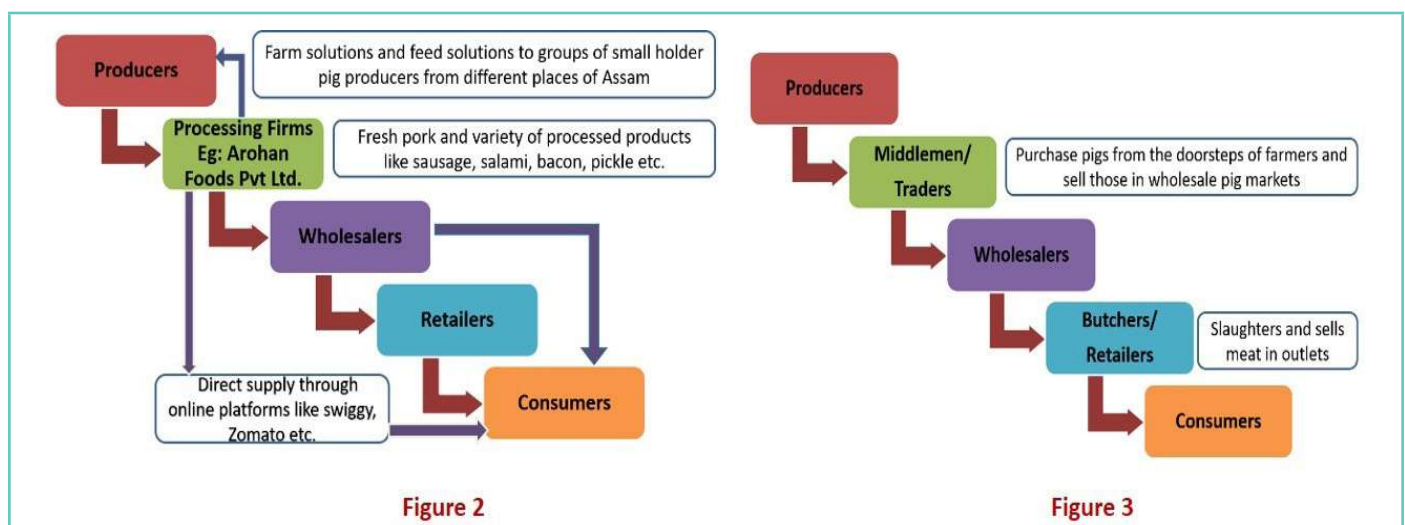 Producers
Farm solutions and feed solutions to groups of small holder
pig producers from different places of Assam
Processing Firms
Eg: Arohan
Foods Pvt Ltd.
Fresh pork and variety of processed products
like sausage, salami, bacon, pickle etc.
Wholesalers
Retailers
Direct supply through
online platforms like swiggy,
Zomato etc.
Consumers
Figure 2
Producers
Middlemen/
Traders
Purchase pigs from the doorsteps of farmers and
sell those in wholesale pig markets
Wholesalers
Butchers/
Retailers
Slaughters and sells
meat in outlets
Consumers
Figure 3